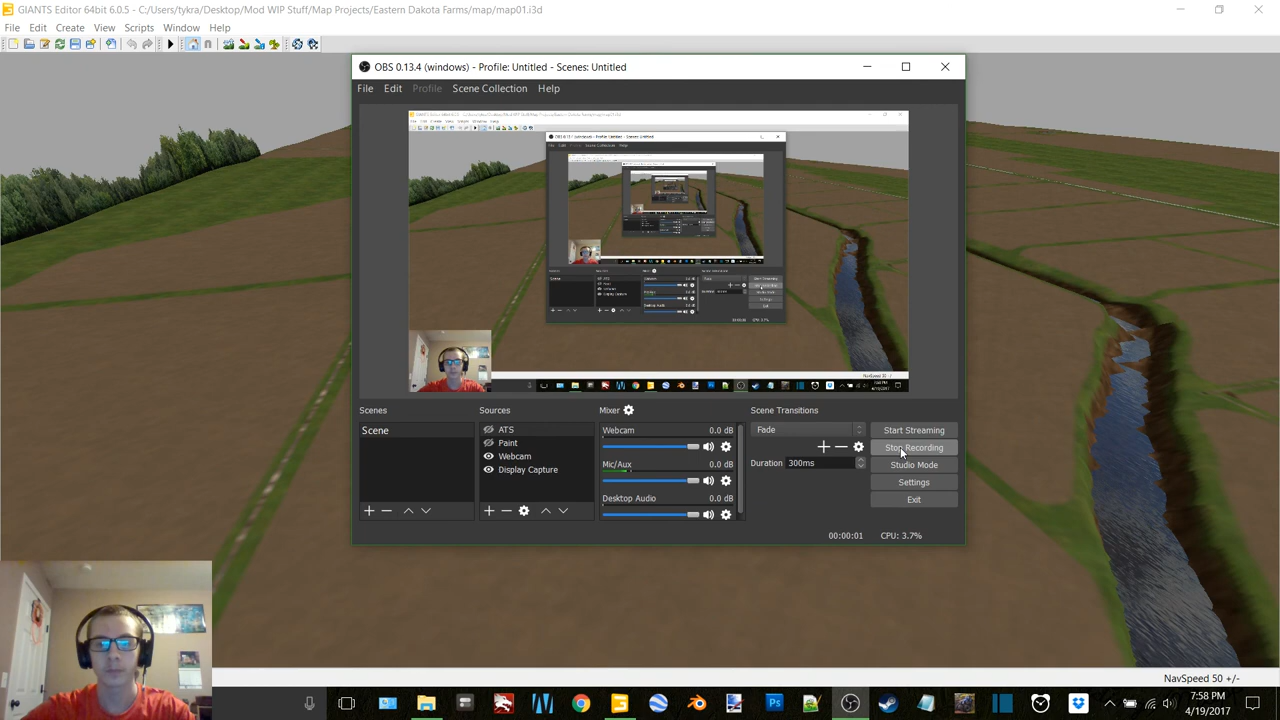 GIANTS Editor 64bit 6.0.5 - C:/Users/tykra/Desktop/Mod WIP Stuff/Map Projects/Eastern Dakota Farms/map/map01.i3d
File Edit Create View Scripts Window Help
OBS 0.13.4 (windows) - Profile: Untitled - Scenes: Untitled
File Edit Profile Scene Collection Help
Scenes
Scene
Sources
ATS
Paint
Webcam
Display Capture
Mixer
Webcam 0.0 dB
Mic/Aux 0.0 dB
Desktop Audio 0.0 dB
Scene Transitions
Fade
Duration 300ms
Start Streaming
Stop Recording
Studio Mode
Settings
Exit
00:00:01 CPU: 3.7%
NavSpeed 50 +/-
7:58 PM
4/19/2017